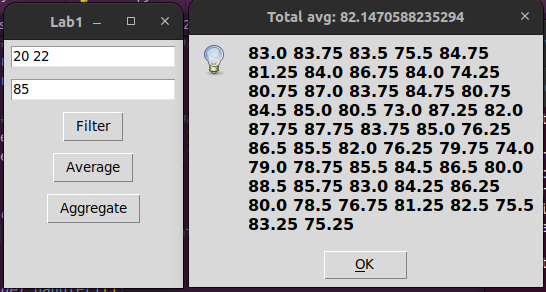 Lab1
20 22
85
Filter
Average
Aggregate
Total avg: 82.1470588235294
83.0 83.75 83.5 75.5 84.75
81.25 84.0 86.75 84.0 74.25
80.75 87.0 83.75 84.75 80.75
84.5 85.0 80.5 73.0 87.25 82.0
87.75 87.75 83.75 85.0 76.25
86.5 85.5 82.0 76.25 79.75 74.0
79.0 78.75 85.5 84.5 86.5 80.0
88.5 85.75 83.0 84.25 86.25
80.0 78.5 76.75 81.25 82.5 75.5
83.25 75.25
OK